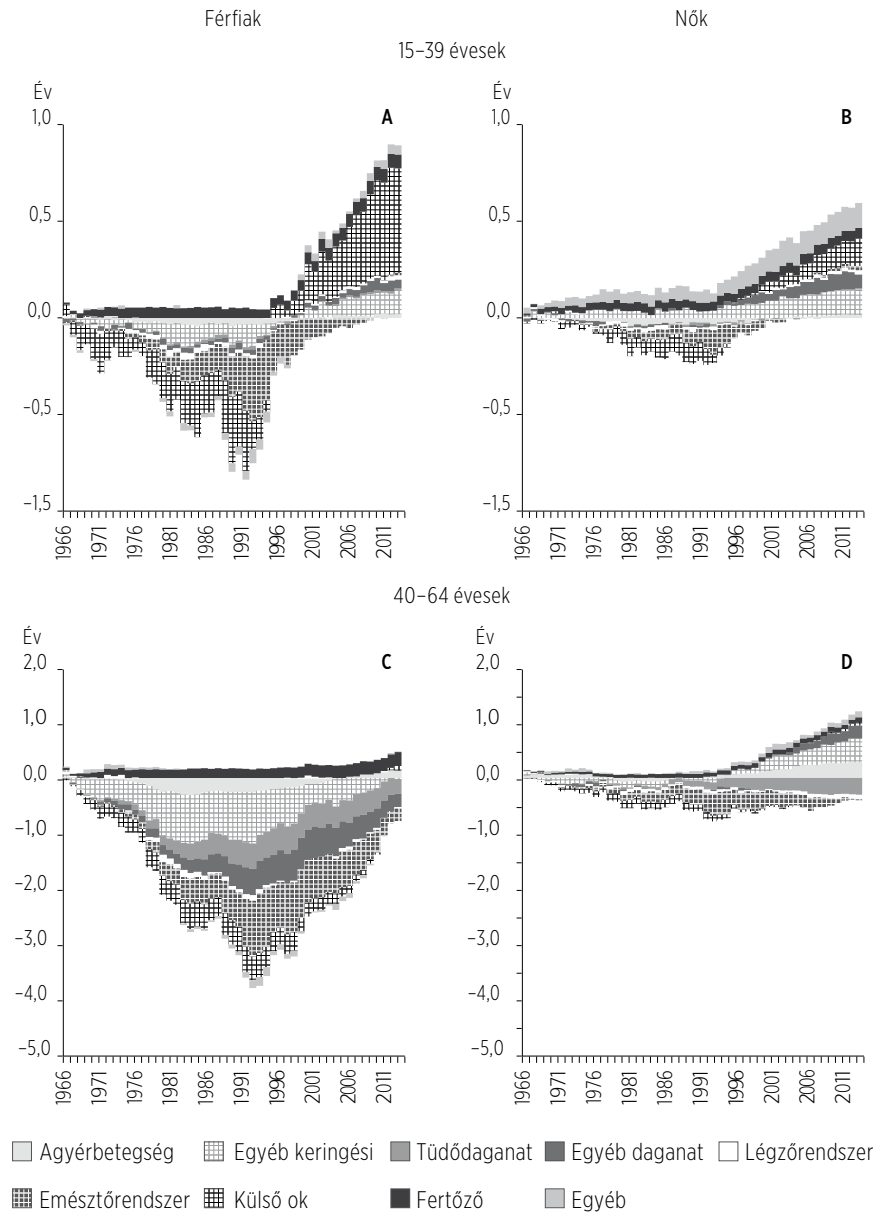 Férfiak Nők
15–39 évesek
Év Év
A B
1,0 1,0
0,5 0,5
0,0 0,0
–0,5 –0,5
–1,5 –1,5
1966 1971 1976 1981 1986 1991 1996 2001 2006 2011 1966 1971 1976 1981 1986 1991 1996 2001 2006 2011
40–64 évesek
Év Év
C D
2,0 2,0
1,0 1,0
0,0 0,0
–1,0 –1,0
–2,0 –2,0
–3,0 –3,0
–4,0 –4,0
–5,0 –5,0
1966 1971 1976 1981 1986 1991 1996 2001 2006 2011 1966 1971 1976 1981 1986 1991 1996 2001 2006 2011
Agyérbetegség Egyéb keringési Tüdődaganat Egyéb daganat Légzőrendszer
Emésztőrendszer Külső ok Fertőző Egyéb